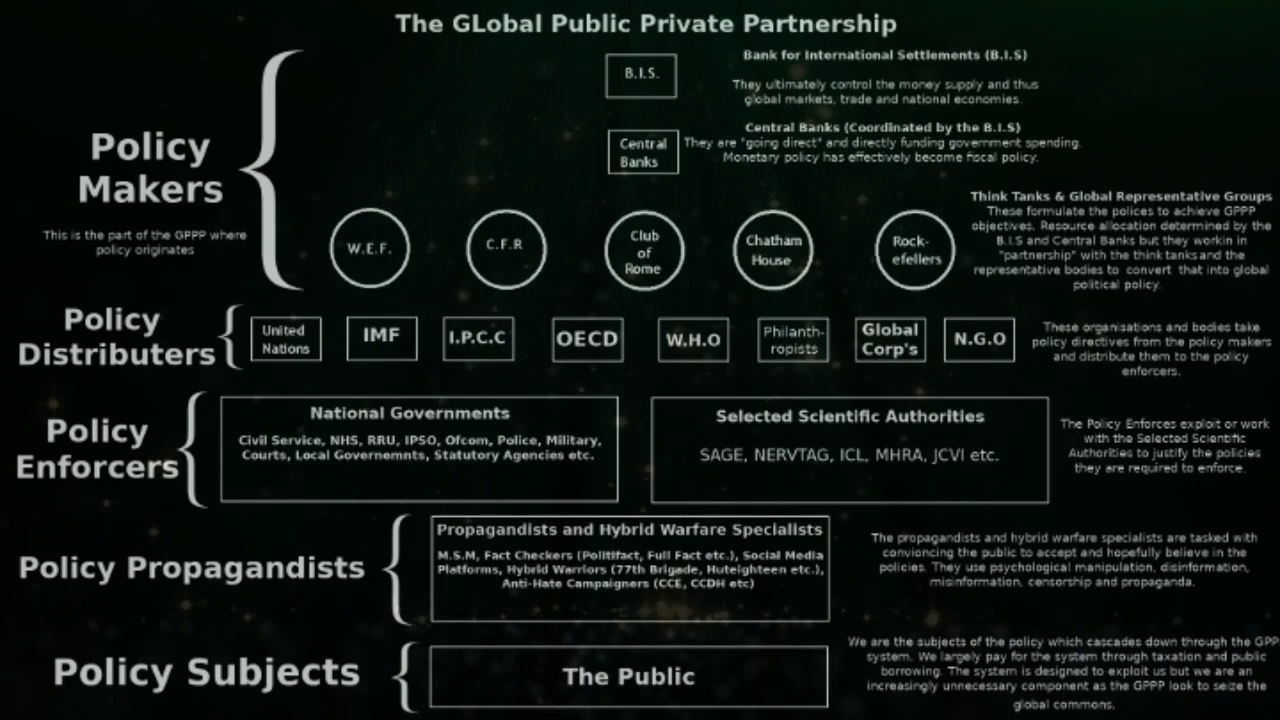 The GLobal Public Private Partnership
Policy
Makers
This is the part of the GPPP where
policy originates
B.I.S.
Bank for International Settlements (B.I.S)
They ultimately control the money supply and thus
global markets, trade and national economies.
Central
Banks
Central Banks (Coordinated by the B.I.S)
They are "going direct" and directly funding government spending.
Monetary policy has effectively become fiscal policy.
W.E.F.
C.F.R
Club
of
Rome
Chatham
House
Rock-
efellers
Think Tanks & Global Representative Groups
These formulate the polices to achieve GPPP
objectives. Resource allocation determined by the
B.I.S and Central Banks but they workin in
"partnership" with the think tanks and the
representative bodies to convert that into global
political policy.
Policy
Distributers
United
Nations
IMF
I.P.C.C
OECD
W.H.O
Philanth-
ropists
Global
Corp's
N.G.O
These organisations and bodies take
policy directives from the policy makers
and distribute them to the policy
enforcers.
Policy
Enforcers
National Governments
Civil Service, NHS, RRU, IPSO, Ofcom, Police, Military,
Courts, Local Governemnts, Statutory Agencies etc.
Selected Scientific Authorities
SAGE, NERVTAG, ICL, MHRA, JCVI etc.
The Policy Enforces exploit or work
with the Selected Scientific
Authorities to justify the policies
they are required to enforce.
Policy Propagandists
Propagandists and Hybrid Warfare Specialists
M.S.M, Fact Checkers (Politifact, Full Fact etc.), Social Media
Platforms, Hybrid Warriors (77th Brigade, Huteighteen etc.),
Anti-Hate Campaigners (CCE, CCDH etc)
The propagandists and hybrid warfare specialists are tasked with
convioncing the public to accept and hopefully believe in the
policies. They use psychological manipulation, disinformation,
misinformation, censorship and propaganda.
Policy Subjects
The Public
We are the subjects of the policy which cascades down through the GPP
system. We largely pay for the system through taxation and public
borrowing. The system is designed to exploit us but we are an
increasingly unnecessary component as the GPPP look to seize the
global commons.